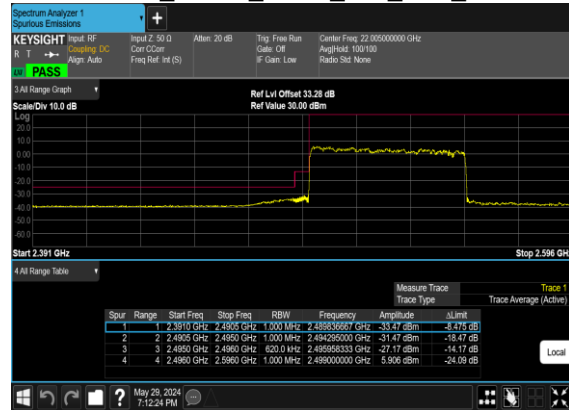 Spectrum Analyzer 1
Spurious Emissions
+
KEYSIGHT Input: RF Input Z: 50 Ω Atten: 20 dB Trig: Free Run Center Freq: 22.005000000 GHz
R T Coupling: DC Corr CCorr Gate: Off Avg|Hold: 100/100
Align: Auto Freq Ref: Int (S) IF Gain: Low Radio Std: None
PASS
3 All Range Graph Ref Lvl Offset 33.28 dB
Scale/Div 10.0 dB Ref Value 30.00 dBm
Log
20.0
10.0
0.00
-10.0
-20.0
-30.0
-40.0
-50.0
-60.0
Start 2.391 GHz Stop 2.596 GHz
4 All Range Table
Measure Trace Trace 1
Trace Type Trace Average (Active)
Spur Range Start Freq Stop Freq RBW Frequency Amplitude ΔLimit
1 1 2.3910 GHz 2.4905 GHz 1.000 MHz 2.489836667 GHz -33.47 dBm -8.475 dB
2 2 2.4905 GHz 2.4950 GHz 1.000 MHz 2.494295000 GHz -31.47 dBm -18.47 dB
3 3 2.4950 GHz 2.4960 GHz 620.0 kHz 2.495958333 GHz -27.17 dBm -14.17 dB
4 4 2.4960 GHz 2.5960 GHz 1.000 MHz 2.499000000 GHz 5.906 dBm -24.09 dB
Local
? May 29, 2024
7:12:24 PM